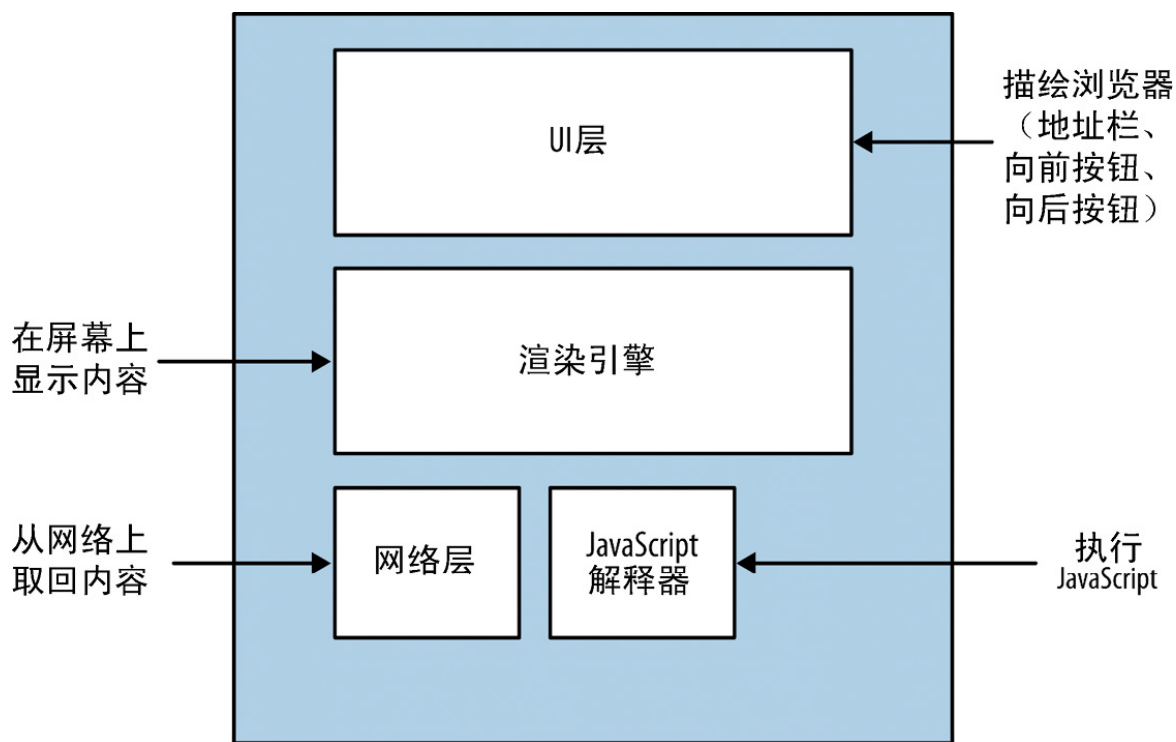 UI层
描绘浏览器
（地址栏、
向前按钮、
向后按钮）
在屏幕上
显示内容
渲染引擎
从网络上
取回内容
网络层
JavaScript
解释器
执行
JavaScript